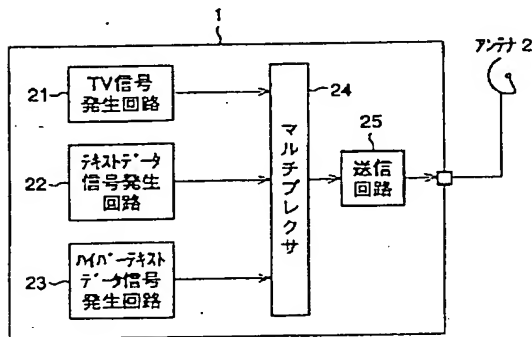 1
アンテナ 2
21
TV信号
発生回路
24
マルチプレクサ
25
送信
回路
22
テキストデータ
信号発生
回路
23
ハイパーテキスト
データ信号
発生回路